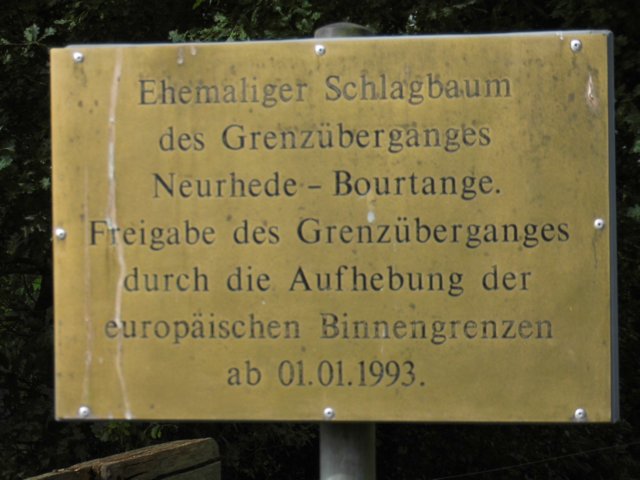 Ehemaliger Schlagbaum
des Grenzüberganges
Neurhede - Bourtange.
Freigabe des Grenzüberganges
durch die Aufhebung der
europäischen Binnengrenzen
ab 01.01.1993.